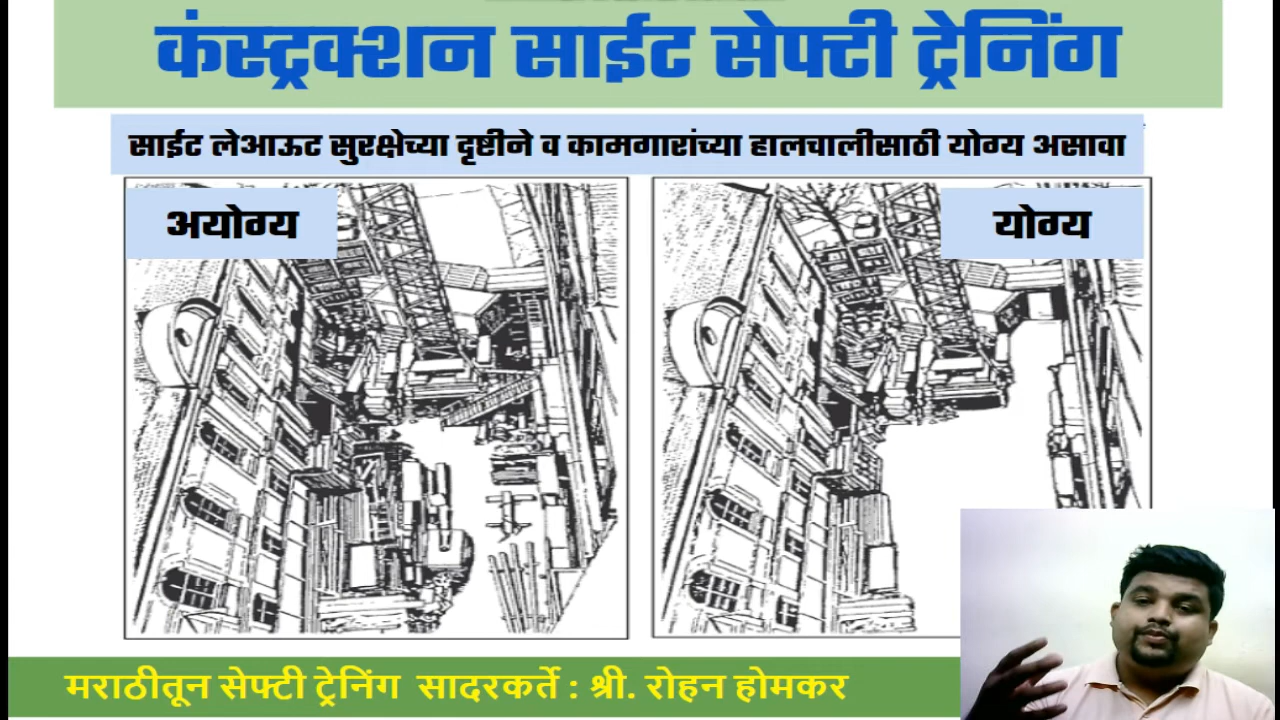 कंस्ट्रक्शन साईट सेफ्टी ट्रेनिंग
साईट लेआऊट सुरक्षेच्या दृष्टीने व कामगारांच्या हालचालीसाठी योग्य असावा
अयोग्य
योग्य
मराठीतून सेफ्टी ट्रेनिंग सादरकर्ते : श्री. रोहन होमकर